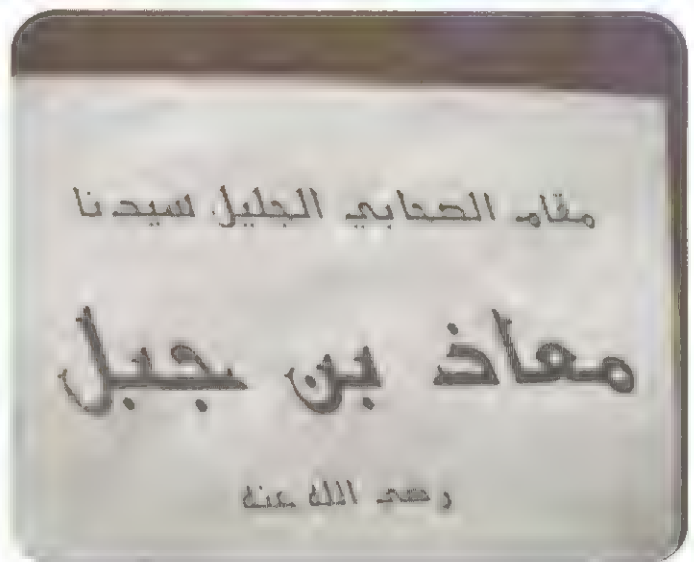 مقام الصحابي الجليل سيدنا
معاذ بن جبل
رضي الله عنه